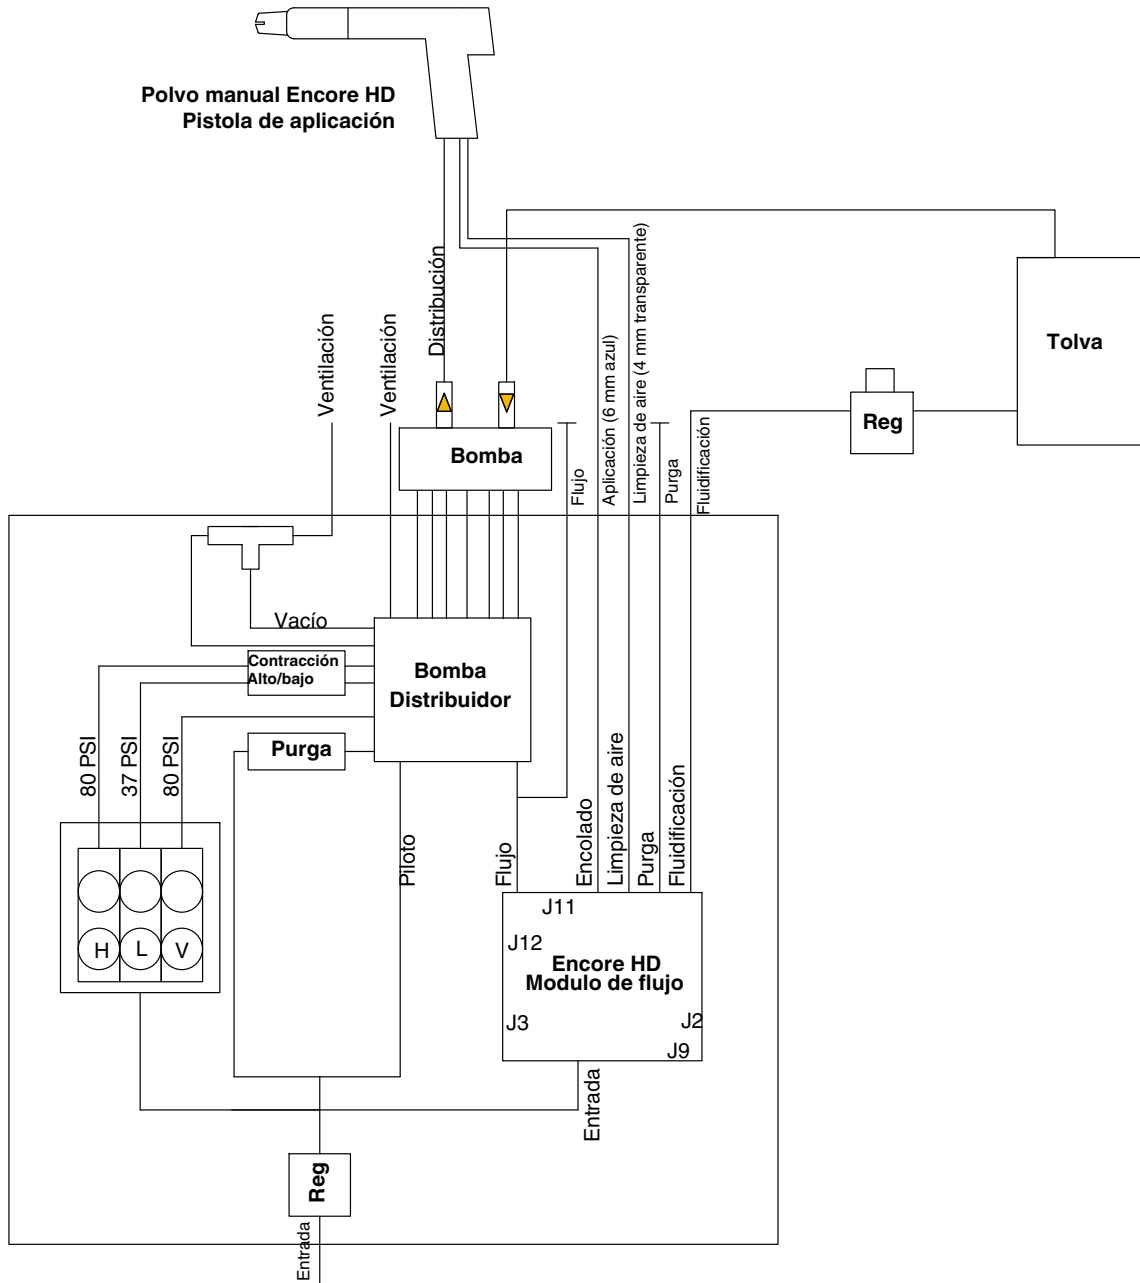 Polvo manual Encore HD
Pistola de aplicación
Distribución
Ventilación
Ventilación
Aplicación (6 mm azul)
Limpieza de aire (4 mm transparente)
Tolva
Reg
Bomba
Flujo
Purga
Fluidificación
Vacío
Contracción
Alto/bajo
Bomba
Distribuidor
Purga
80 PSI
37 PSI
80 PSI
Piloto
Flujo
Encolado
Limpieza de aire
Purga
Fluidificación
H
L
V
J11
J12
Encore HD
Modulo de flujo
J3
J2
J9
Entrada
Reg
Entrada